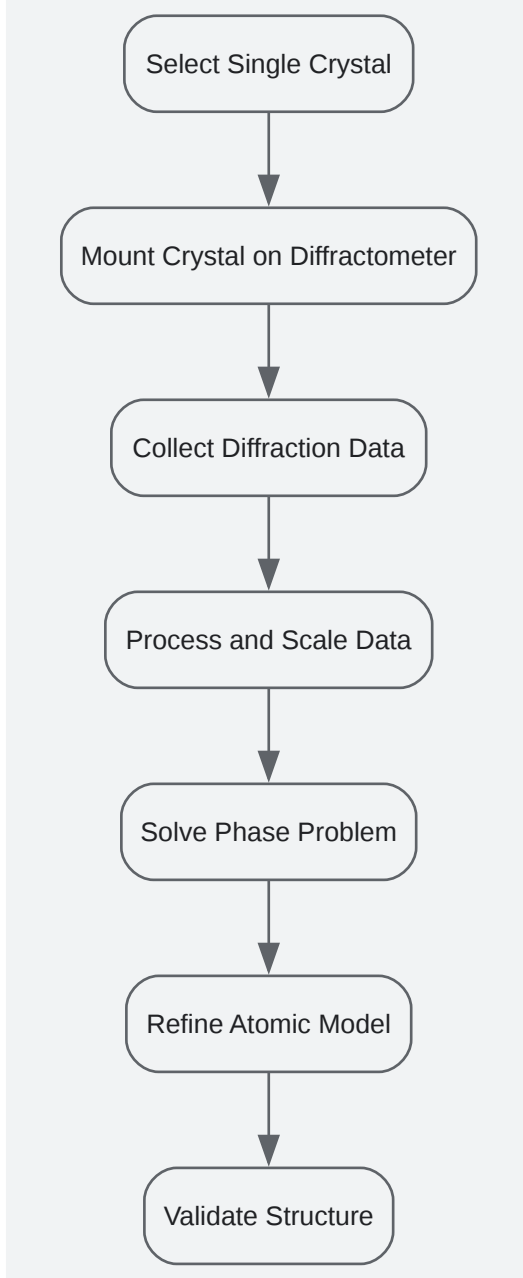 Select Single Crystal
Mount Crystal on Diffractometer
Collect Diffraction Data
Process and Scale Data
Solve Phase Problem
Refine Atomic Model
Validate Structure